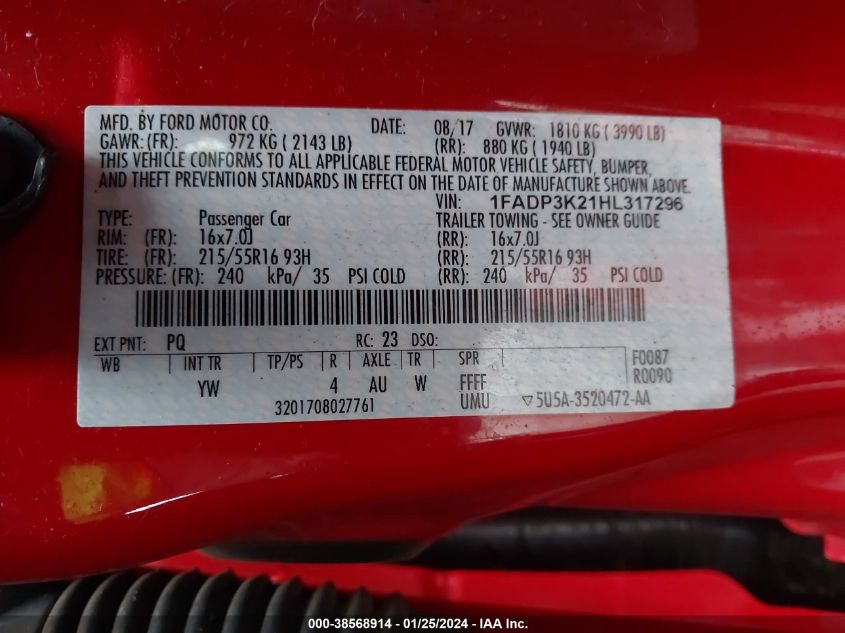 MFD. BY FORD MOTOR CO. DATE: 08/17 GVWR: 1810 KG ( 3990 LB)
GAWR: (FR): 972 KG ( 2143 LB) (RR): 880 KG ( 1940 LB)
THIS VEHICLE CONFORMS TO ALL APPLICABLE FEDERAL MOTOR VEHICLE SAFETY, BUMPER,
AND THEFT PREVENTION STANDARDS IN EFFECT ON THE DATE OF MANUFACTURE SHOWN ABOVE.
VIN: 1FADP3K21HL317296
TYPE: Passenger Car TRAILER TOWING - SEE OWNER GUIDE
RIM: (FR): 16x7.0J (RR): 16x7.0J
TIRE: (FR): 215/55R16 93H (RR): 215/55R16 93H
PRESSURE: (FR): 240 kPa/ 35 PSI COLD (RR): 240 kPa/ 35 PSI COLD
EXT PNT: PQ RC: 23 DSO:
WB INT TR TP/PS R AXLE TR SPR F0087
YW 4 AU W FFFF R0090
3201708027761 UMU ▽5U5A-3520472-AA
000-38568914 - 01/25/2024 - IAA Inc.